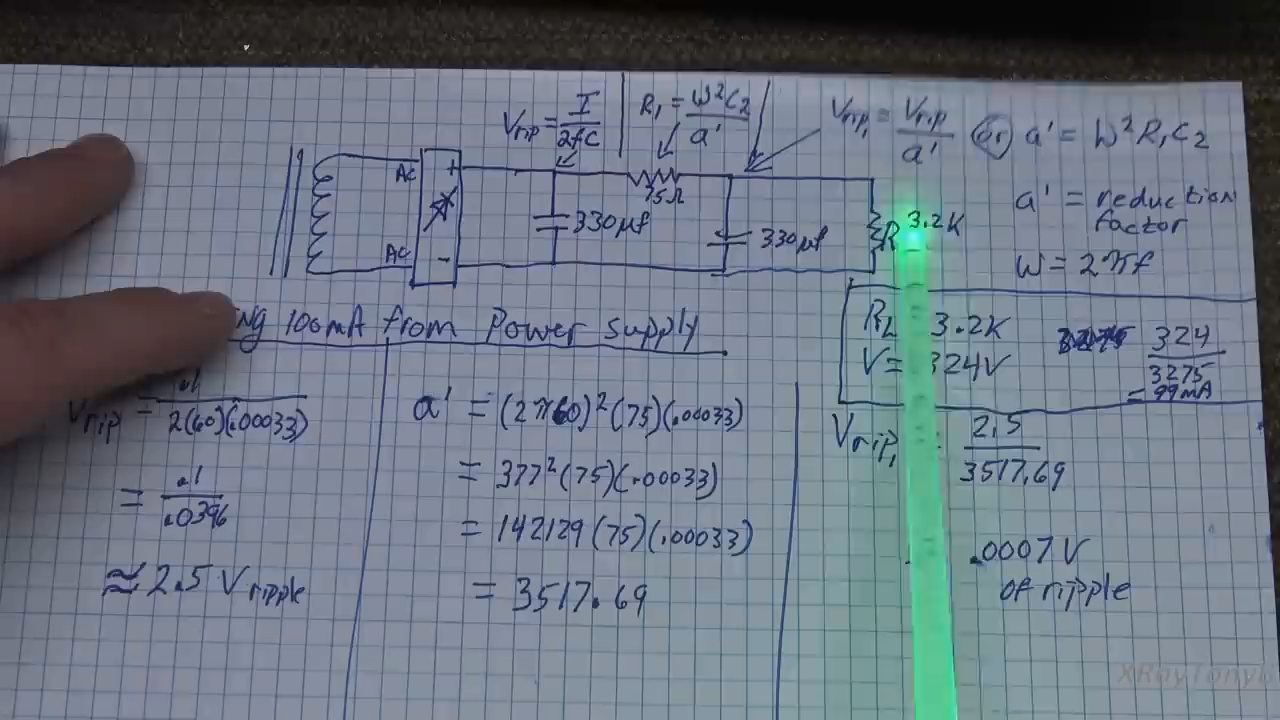 Vrip = I / 2fC
R1 = W²C2 / a'
Vrip1 = Vrip / a'
or a' = W²R1C2
a' = reduction
factor
W = 2πf
AC +
AC -
75Ω
330µf
330µf
R 3.2K
NG 100mA from Power Supply
RL 3.2K
V = 324V
324 / 3275
= 99mA
Vrip = .1 / 2(60)(.00033)
= .1 / .0396
≈ 2.5 V ripple
a' = (2π60)²(75)(.00033)
= 377²(75)(.00033)
= 142129(75)(.00033)
= 3517.69
Vrip1 = 2.5 / 3517.69
.0007V
of ripple
XRayTony